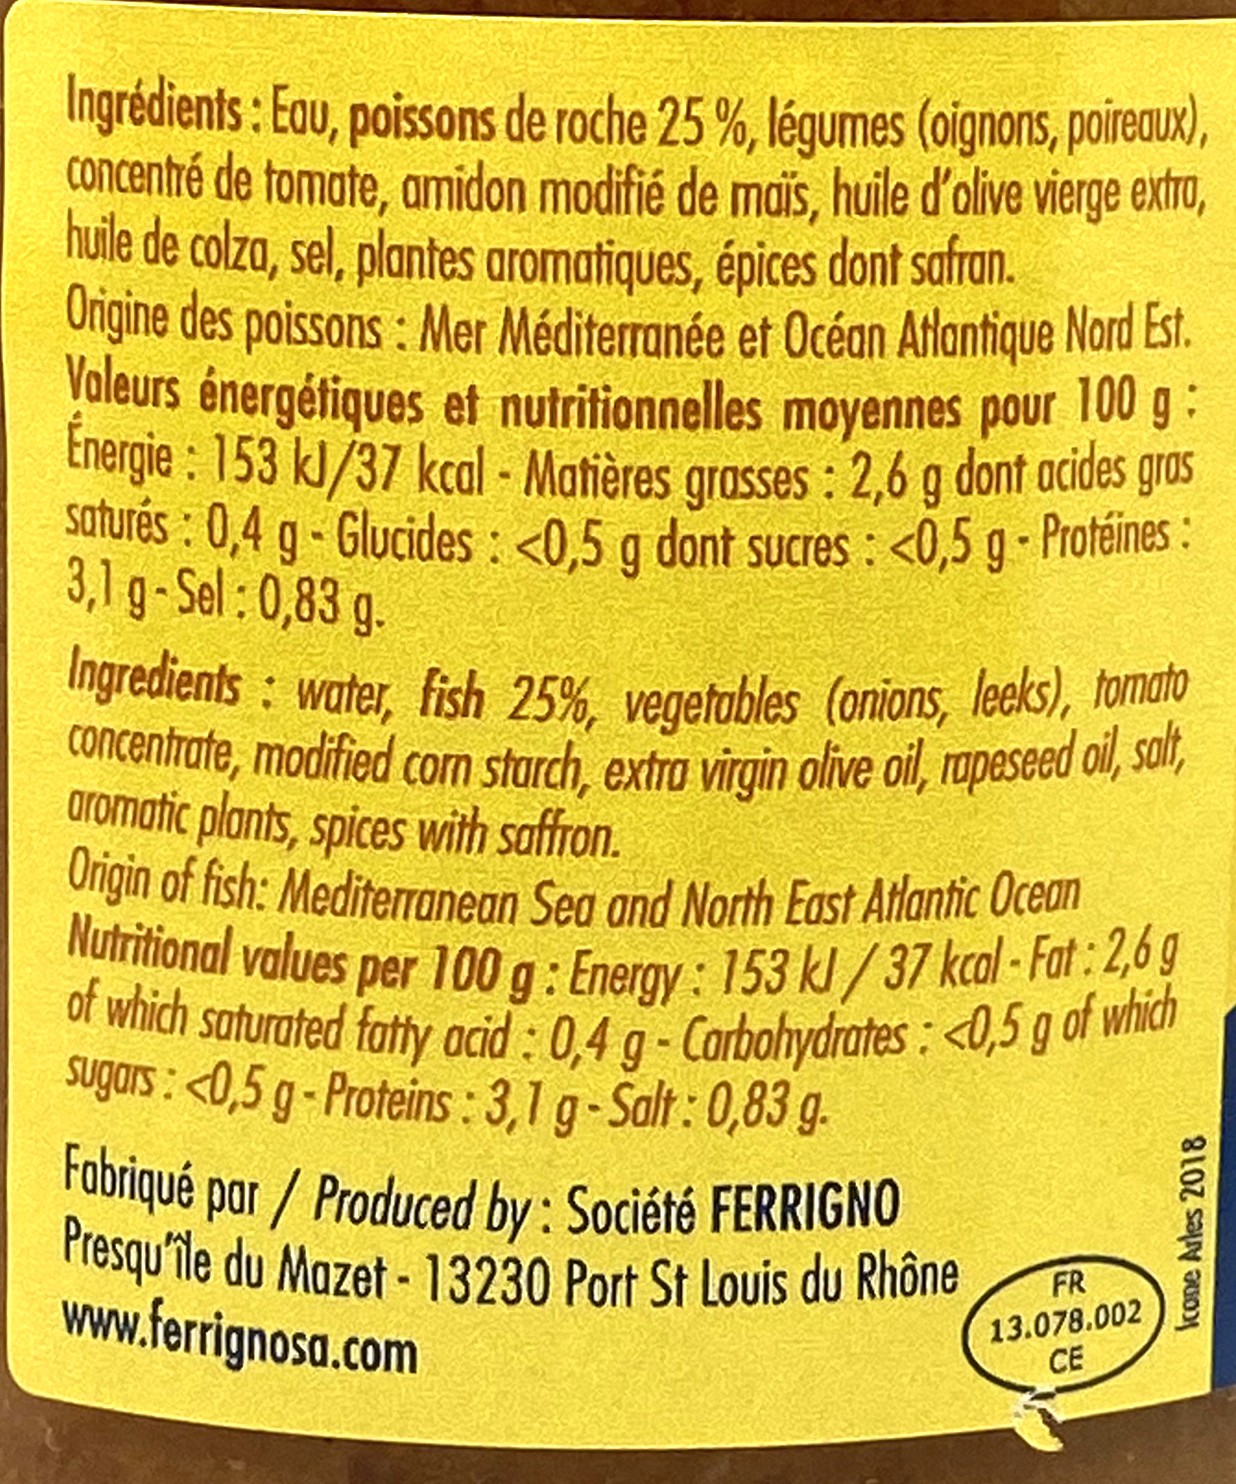 Ingrédients : Eau, poissons de roche 25 %, légumes (oignons, poireaux),
concentré de tomate, amidon modifié de maïs, huile d'olive vierge extra,
huile de colza, sel, plantes aromatiques, épices dont safran.
Origine des poissons : Mer Méditerranée et Océan Atlantique Nord Est.
Valeurs énergétiques et nutritionnelles moyennes pour 100 g :
Énergie : 153 kJ/37 kcal - Matières grasses : 2,6 g dont acides gras
saturés : 0,4 g - Glucides : <0,5 g dont sucres : <0,5 g - Protéines :
3,1 g - Sel : 0,83 g.
Ingredients : water, fish 25%, vegetables (onions, leeks), tomato
concentrate, modified corn starch, extra virgin olive oil, rapeseed oil, salt,
aromatic plants, spices with saffron.
Origin of fish: Mediterranean Sea and North East Atlantic Ocean
Nutritional values per 100 g : Energy : 153 kJ / 37 kcal - Fat : 2,6 g
of which saturated fatty acid : 0,4 g - Carbohydrates : <0,5 g of which
sugars : <0,5 g - Proteins : 3,1 g - Salt : 0,83 g.
Fabriqué par / Produced by : Société FERRIGNO
Presqu'île du Mazet - 13230 Port St Louis du Rhône
www.ferrignosa.com
FR
13.078.002
CE
Icone Arles 2018